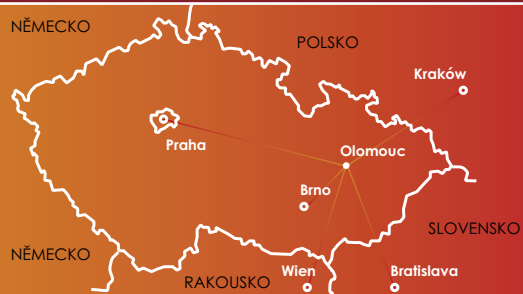 NĚMECKO
POLSKO
Kraków
Praha
Olomouc
Brno
SLOVENSKO
NĚMECKO
RAKOUSKO
Wien
Bratislava